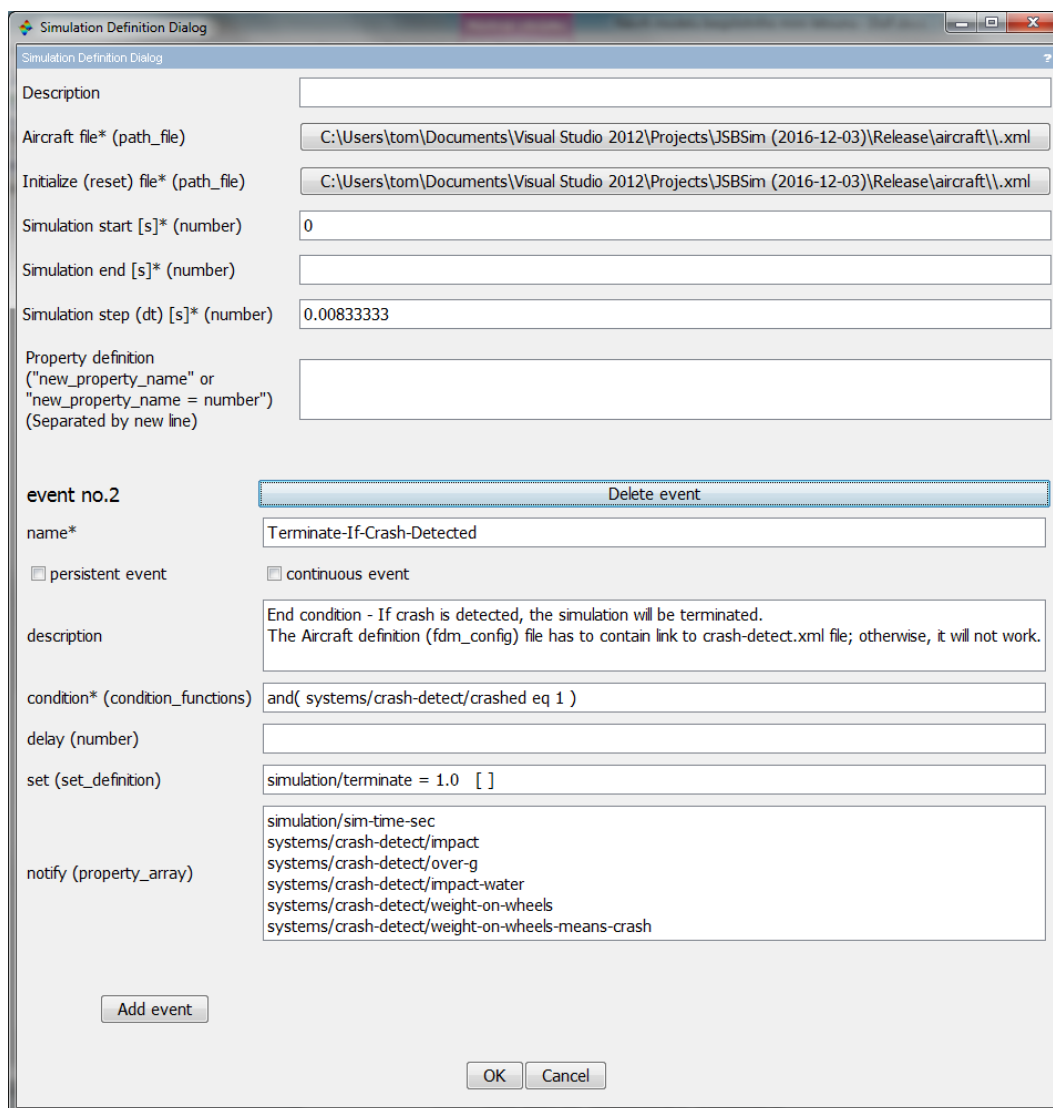 Simulation Definition Dialog
Simulation Definition Dialog ?
Description
Aircraft file* (path_file) C:\Users\tom\Documents\Visual Studio 2012\Projects\JSBSim (2016-12-03)\Release\aircraft\\.xml
Initialize (reset) file* (path_file) C:\Users\tom\Documents\Visual Studio 2012\Projects\JSBSim (2016-12-03)\Release\aircraft\\.xml
Simulation start [s]* (number) 0
Simulation end [s]* (number)
Simulation step (dt) [s]* (number) 0.00833333
Property definition
("new_property_name" or
"new_property_name = number")
(Separated by new line)
event no.2 Delete event
name* Terminate-If-Crash-Detected
persistent event continuous event
description
End condition - If crash is detected, the simulation will be terminated.
The Aircraft definition (fdm_config) file has to contain link to crash-detect.xml file; otherwise, it will not work.
condition* (condition_functions) and( systems/crash-detect/crashed eq 1 )
delay (number)
set (set_definition) simulation/terminate = 1.0 [ ]
notify (property_array)
simulation/sim-time-sec
systems/crash-detect/impact
systems/crash-detect/over-g
systems/crash-detect/impact-water
systems/crash-detect/weight-on-wheels
systems/crash-detect/weight-on-wheels-means-crash
Add event
OK Cancel